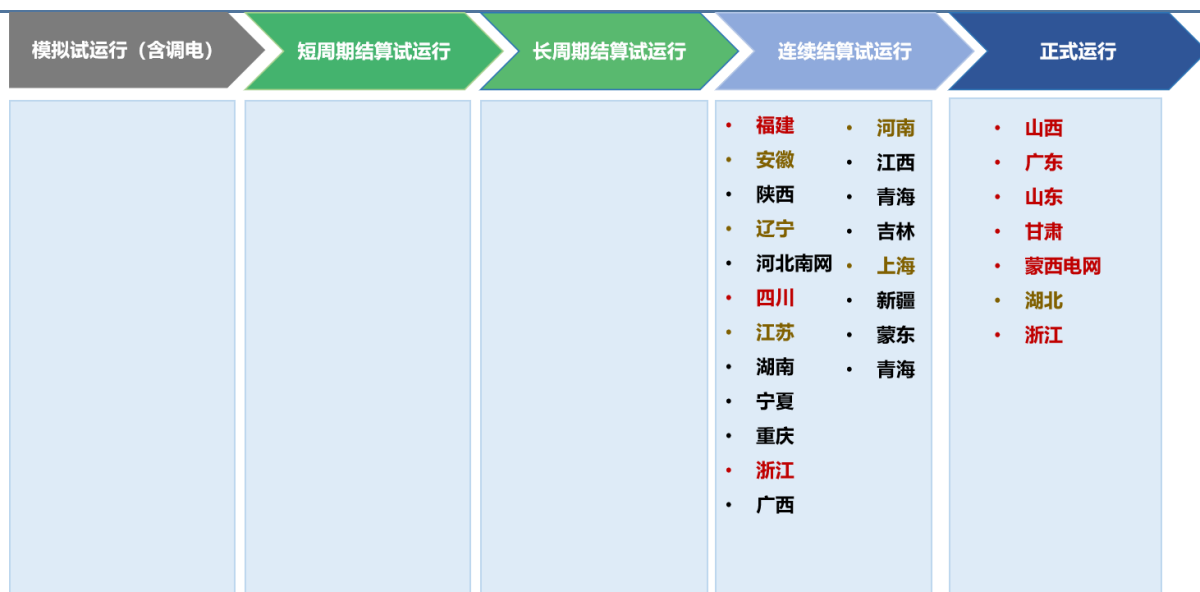 模拟试运行（含调电）
短周期结算试运行
长周期结算试运行
连续结算试运行
正式运行
• 福建
• 安徽
• 陕西
• 辽宁
• 河北南网
• 四川
• 江苏
• 湖南
• 宁夏
• 重庆
• 浙江
• 广西
• 河南
• 江西
• 青海
• 吉林
• 上海
• 新疆
• 蒙东
• 青海
• 山西
• 广东
• 山东
• 甘肃
• 蒙西电网
• 湖北
• 浙江